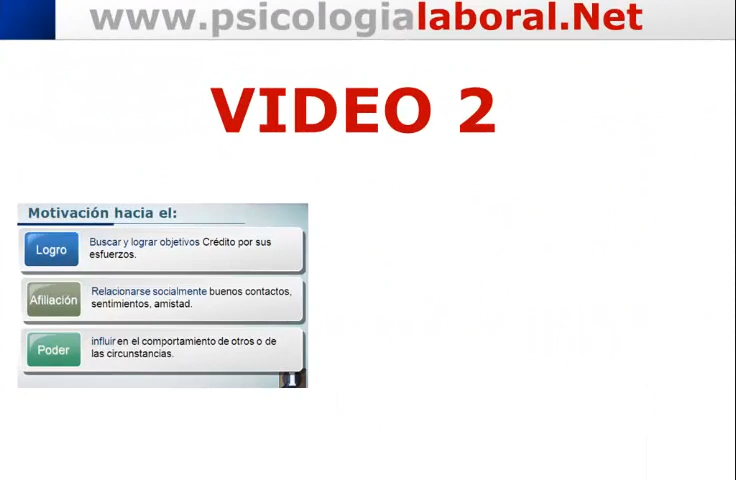 www.psicologialaboral.Net
VIDEO 2
Motivación hacia el:
Logro
Buscar y lograr objetivos Crédito por sus
esfuerzos.
Afiliación
Relacionarse socialmente buenos contactos,
sentimientos, amistad.
Poder
influir en el comportamiento de otros o de
las circunstancias.